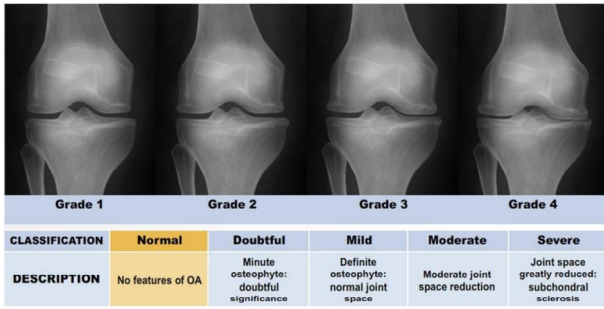 Grade 1 Grade 2 Grade 3 Grade 4
CLASSIFICATION Normal Doubtful Mild Moderate Severe
DESCRIPTION
No features of OA
Minute
osteophyte:
doubtful
significance
Definite
osteophyte:
normal joint
space
Moderate joint
space reduction
Joint space
greatly reduced:
subchondral
sclerosis